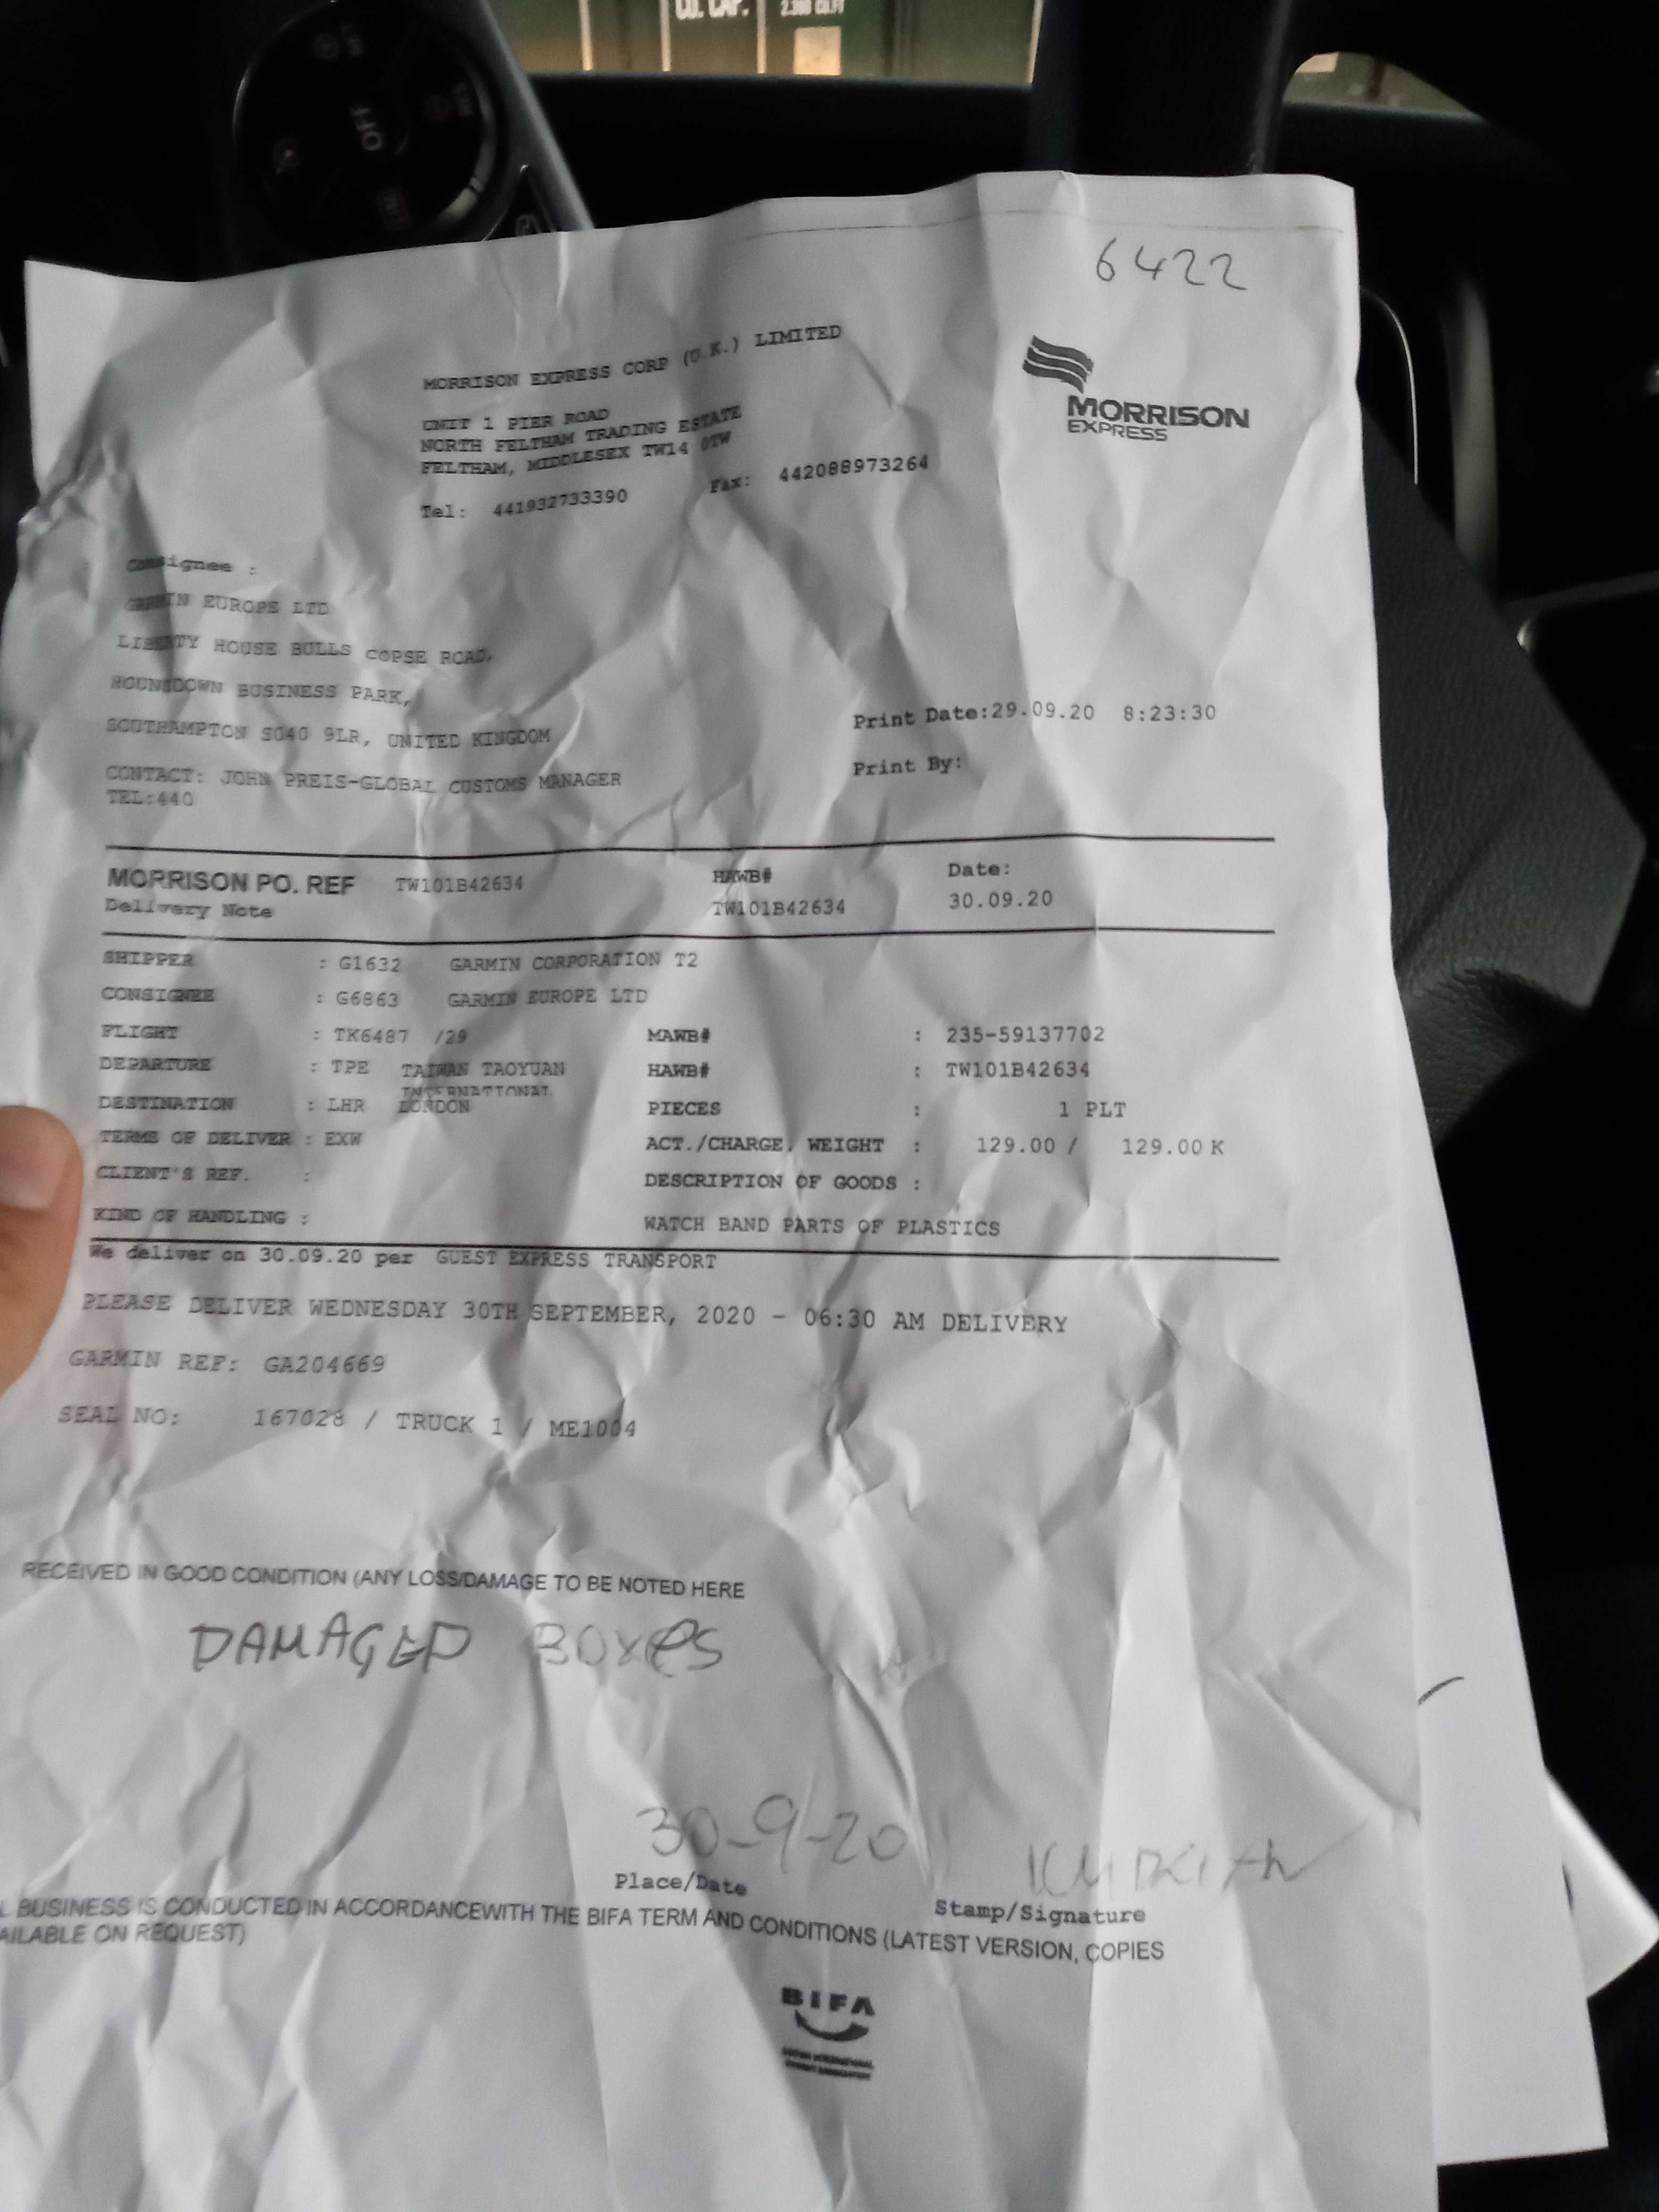 CU. CAP.
2.380 CU.FT
OFF
6422
MORRISON EXPRESS CORP (U.K.) LIMITED
MORRISON
EXPRESS
UNIT 1 PIER ROAD
NORTH FELTHAM TRADING ESTATE
FELTHAM, MIDDLESEX TW14 0TW
Tel: 441932733390 Fax: 442088973264
Consignee :
GARMIN EUROPE LTD
LIBERTY HOUSE BULLS COPSE ROAD,
HOUNSDOWN BUSINESS PARK,
SOUTHAMPTON SO40 9LR, UNITED KINGDOM
Print Date:29.09.20 8:23:30
Print By:
CONTACT: JOHN PREIS-GLOBAL CUSTOMS MANAGER
TEL:440
MORRISON PO. REF TW101B42634 HAWB# Date:
Delivery Note TW101B42634 30.09.20
SHIPPER : G1632 GARMIN CORPORATION T2
CONSIGNEE : G6863 GARMIN EUROPE LTD
FLIGHT : TK6487 /29 MAWB# : 235-59137702
DEPARTURE : TPE TAIWAN TAOYUAN HAWB# : TW101B42634
INTERNATIONAL
DESTINATION : LHR LONDON PIECES : 1 PLT
TERMS OF DELIVER : EXW ACT./CHARGE. WEIGHT : 129.00 / 129.00 K
CLIENT'S REF. : DESCRIPTION OF GOODS :
KIND OF HANDLING : WATCH BAND PARTS OF PLASTICS
We deliver on 30.09.20 per GUEST EXPRESS TRANSPORT
PLEASE DELIVER WEDNESDAY 30TH SEPTEMBER, 2020 - 06:30 AM DELIVERY
GARMIN REF: GA204669
SEAL NO: 167028 / TRUCK 1 / ME1004
RECEIVED IN GOOD CONDITION (ANY LOSS/DAMAGE TO BE NOTED HERE
DAMAGED BOXES
30-9-20
Place/Date
Stamp/Signature
L BUSINESS IS CONDUCTED IN ACCORDANCEWITH THE BIFA TERM AND CONDITIONS (LATEST VERSION, COPIES
AILABLE ON REQUEST)
BIFA